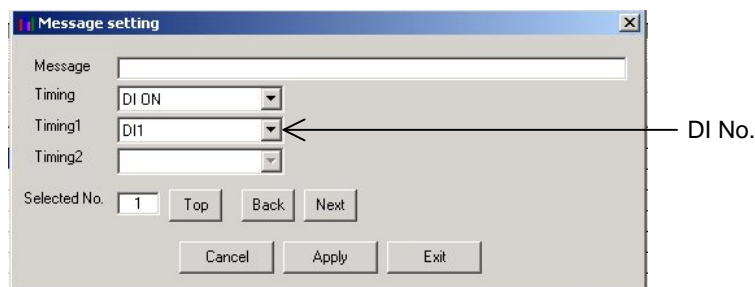 Message setting
Message
Timing DI ON
Timing1 DI1 DI No.
Timing2
Selected No. 1 Top Back Next
Cancel Apply Exit